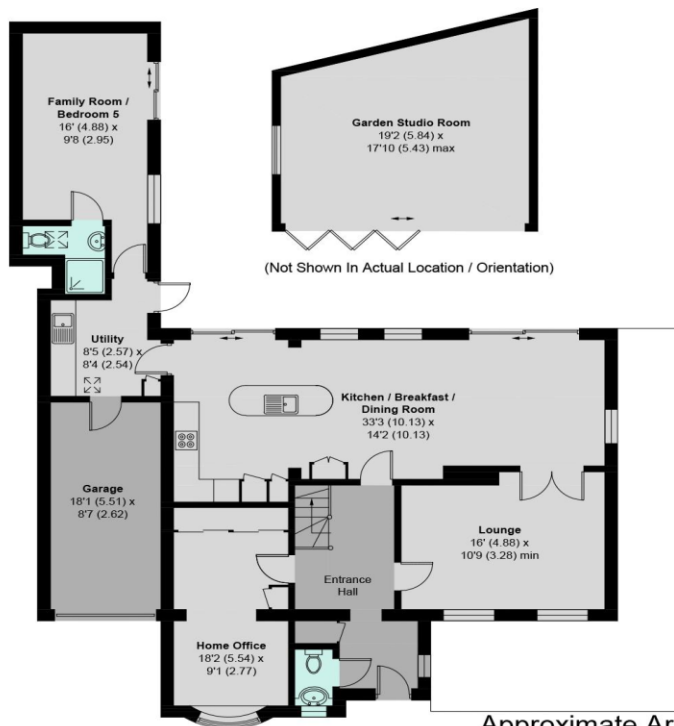 Family Room /
Bedroom 5
16' (4.88) x
9'8 (2.95)
Garden Studio Room
19'2 (5.84) x
17'10 (5.43) max
(Not Shown In Actual Location / Orientation)
Utility
8'5 (2.57) x
8'4 (2.54)
Kitchen / Breakfast /
Dining Room
33'3 (10.13) x
14'2 (10.13)
Garage
18'1 (5.51) x
8'7 (2.62)
Lounge
16' (4.88) x
10'9 (3.28) min
Entrance
Hall
Home Office
18'2 (5.54) x
9'1 (2.77)
Approximate Ar